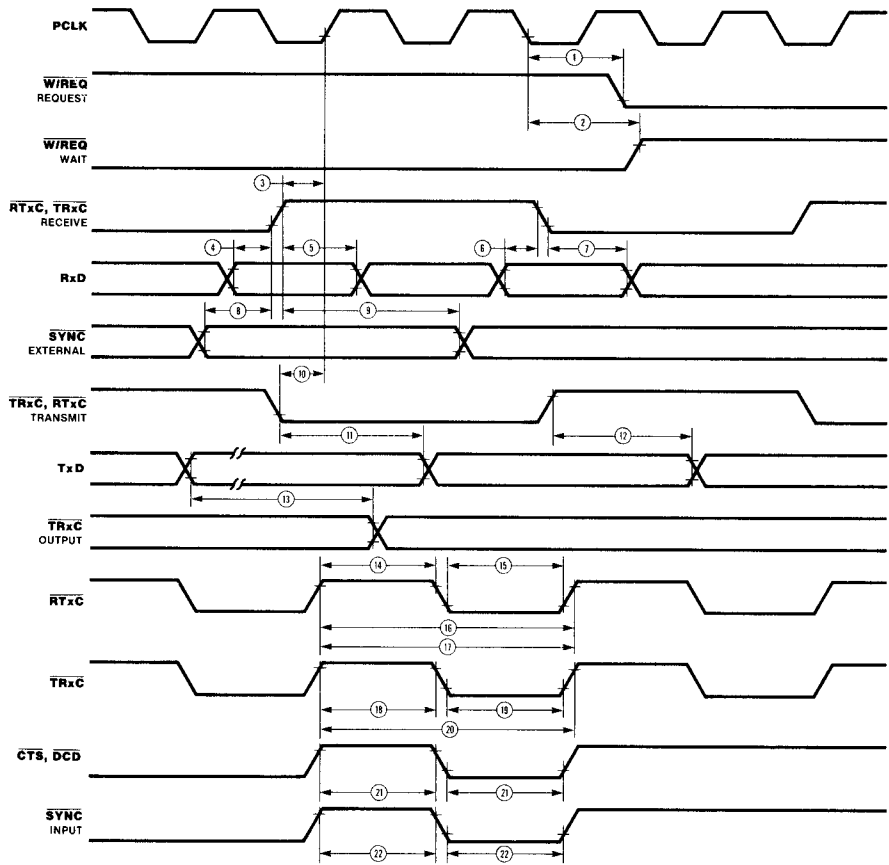 PCLK
1
W/REQ
REQUEST
2
W/REQ
WAIT
3
RTxC, TRxC
RECEIVE
4 5 6 7
RxD
8 9
SYNC
EXTERNAL
10
TRxC, RTxC
TRANSMIT
11 12
TxD
13
TRxC
OUTPUT
14 15
RTxC
16
17
TRxC
18 19
20
CTS, DCD
21 21
SYNC
INPUT
22 22